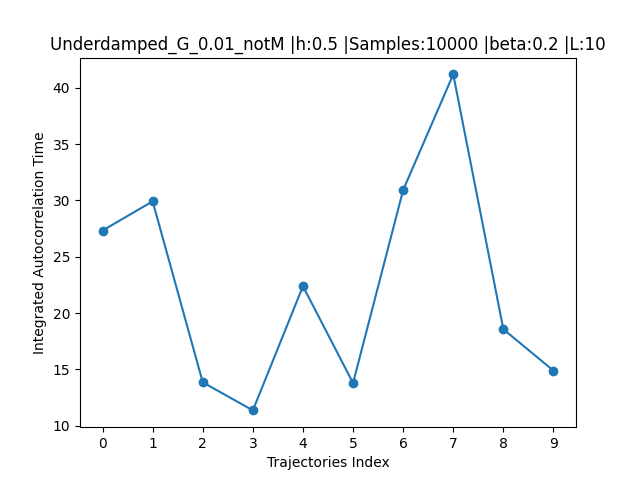 Underdamped_G_0.01_notM |h:0.5 |Samples:10000 |beta:0.2 |L:10
Integrated Autocorrelation Time
40
35
30
25
20
15
10
0 1 2 3 4 5 6 7 8 9
Trajectories Index